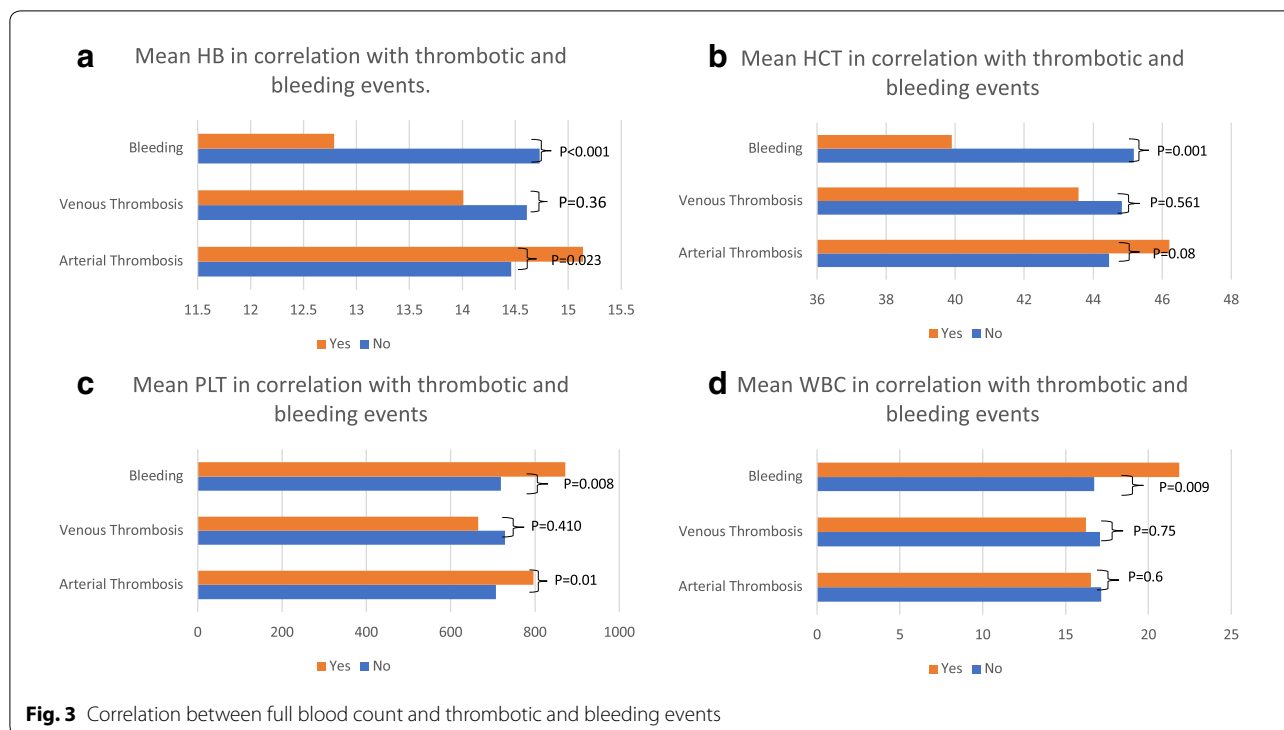 a
Mean HB in correlation with thrombotic and
bleeding events.
Bleeding
P<0.001
Venous Thrombosis
P=0.36
Arterial Thrombosis
P=0.023
11.5 12 12.5 13 13.5 14 14.5 15 15.5
Yes No
b
Mean HCT in correlation with thrombotic and
bleeding events
Bleeding
P=0.001
Venous Thrombosis
P=0.561
Arterial Thrombosis
P=0.08
36 38 40 42 44 46 48
Yes No
c
Mean PLT in correlation with thrombotic and
bleeding events
Bleeding
P=0.008
Venous Thrombosis
P=0.410
Arterial Thrombosis
P=0.01
0 200 400 600 800 1000
Yes No
d
Mean WBC in correlation with thrombotic and
bleeding events
Bleeding
P=0.009
Venous Thrombosis
P=0.75
Arterial Thrombosis
P=0.6
0 5 10 15 20 25
Yes No
Fig. 3 Correlation between full blood count and thrombotic and bleeding events